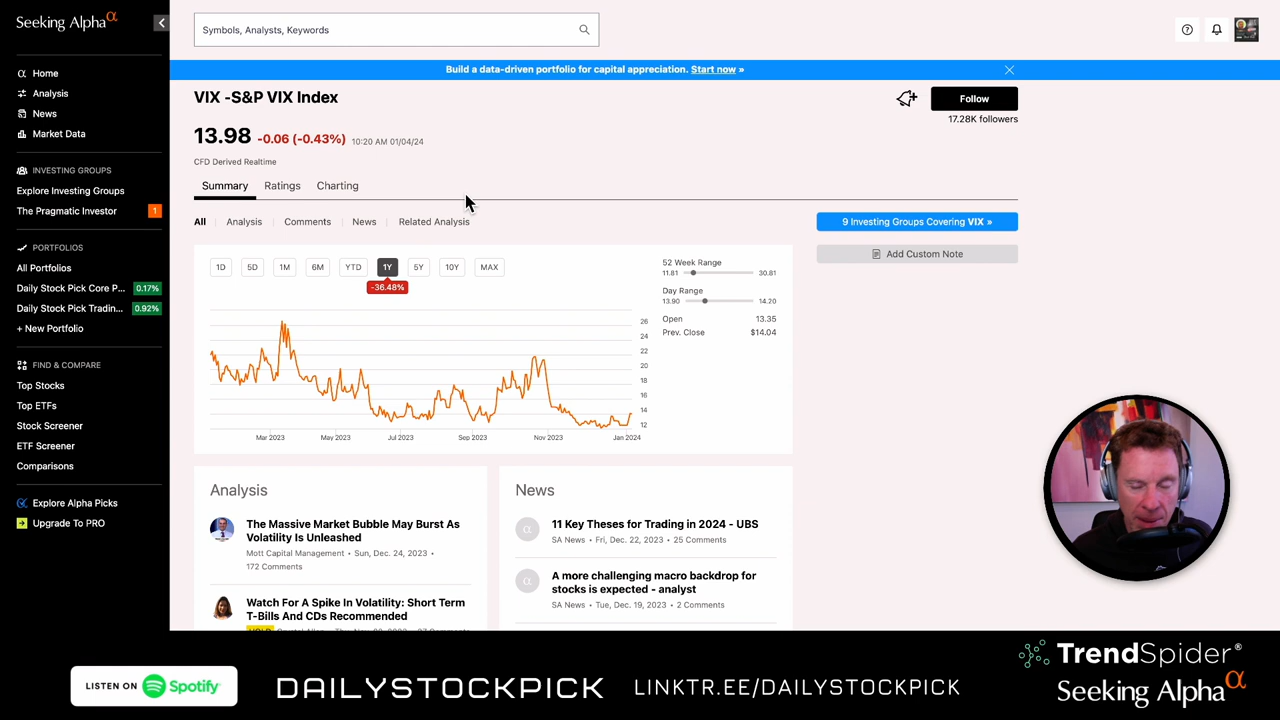 Seeking Alpha α
Symbols, Analysts, Keywords
Build a data-driven portfolio for capital appreciation. Start now »
Home
Analysis
News
Market Data
INVESTING GROUPS
Explore Investing Groups
The Pragmatic Investor 1
PORTFOLIOS
All Portfolios
Daily Stock Pick Core P... 0.17%
Daily Stock Pick Tradin... 0.92%
+ New Portfolio
FIND & COMPARE
Top Stocks
Top ETFs
Stock Screener
ETF Screener
Comparisons
Explore Alpha Picks
Upgrade To PRO
VIX -S&P VIX Index
Follow
17.28K followers
13.98 -0.06 (-0.43%) 10:20 AM 01/04/24
CFD Derived Realtime
Summary Ratings Charting
All Analysis Comments News Related Analysis
9 Investing Groups Covering VIX »
Add Custom Note
1D 5D 1M 6M YTD 1Y 5Y 10Y MAX
-36.48%
26
24
22
20
18
16
14
12
Mar 2023 May 2023 Jul 2023 Sep 2023 Nov 2023 Jan 2024
52 Week Range
11.81 30.81
Day Range
13.90 14.20
Open 13.35
Prev. Close $14.04
Analysis
The Massive Market Bubble May Burst As
Volatility Is Unleashed
Mott Capital Management • Sun, Dec. 24, 2023 •
172 Comments
Watch For A Spike In Volatility: Short Term
T-Bills And CDs Recommended
News
11 Key Theses for Trading in 2024 - UBS
SA News • Fri, Dec. 22, 2023 • 25 Comments
A more challenging macro backdrop for
stocks is expected - analyst
SA News • Tue, Dec. 19, 2023 • 2 Comments
LISTEN ON Spotify
DAILYSTOCKPICK
LINKTR.EE/DAILYSTOCKPICK
TrendSpider®
Seeking Alpha α